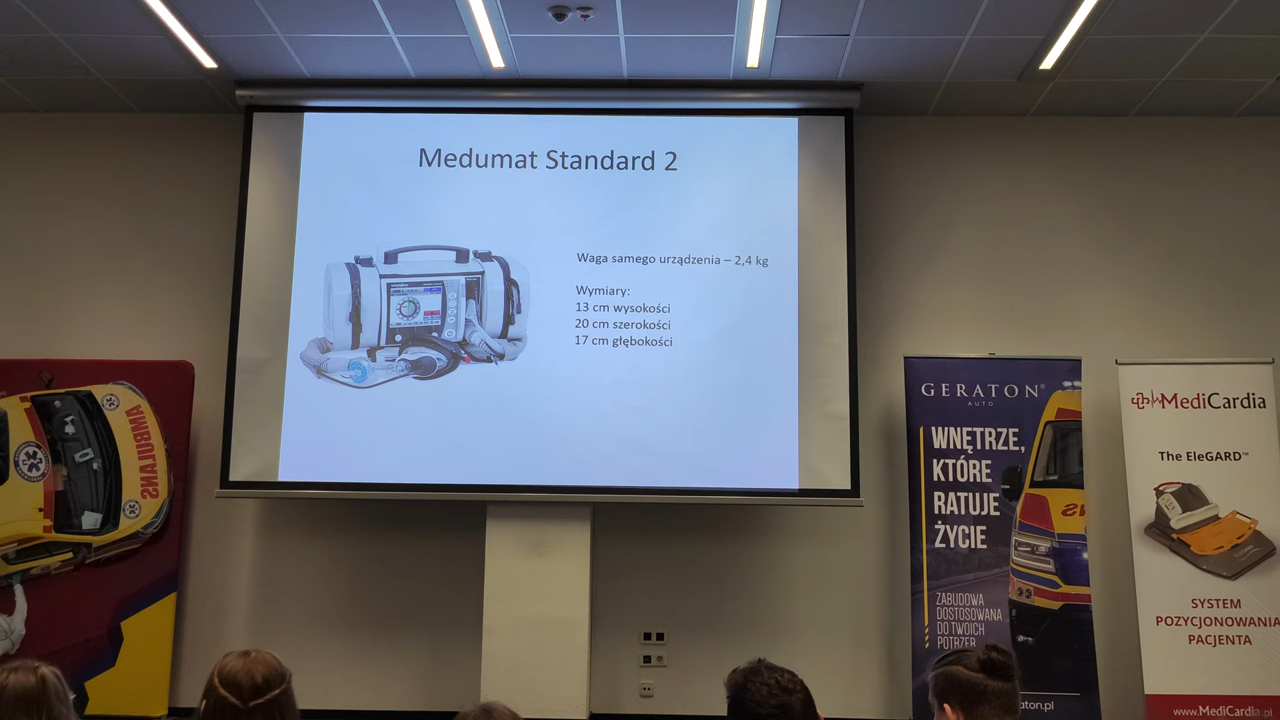 Medumat Standard 2
Waga samego urządzenia – 2,4 kg
Wymiary:
13 cm wysokości
20 cm szerokości
17 cm głębokości
AMBULANS
GERATON®
AUTO
WNĘTRZE,
KTÓRE
RATUJE
ŻYCIE
ZABUDOWA
DOSTOSOWANA
DO TWOICH
POTRZEB
aton.pl
MediCardia
The EleGARD™
SYSTEM
POZYCJONOWANIA
PACJENTA
www.MediCardia.pl